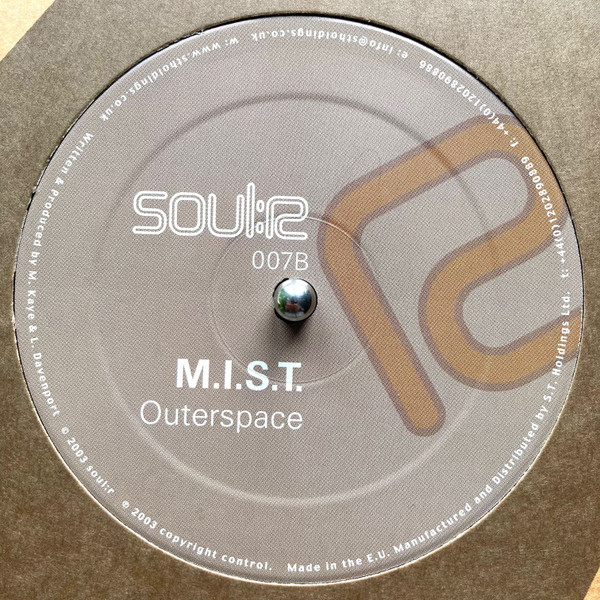 soul:r
007B
M.I.S.T.
Outerspace
Written & Produced by M. Kaye & L. Davenport ℗ 2003 soul:r © 2003 copyright control. Made in the E.U. Manufactured and Distributed by S.T. Holdings Ltd. t: +44(0)1202890889 f: +44(0)1202890886 e: info@stholdings.co.uk w: www.stholdings.co.uk